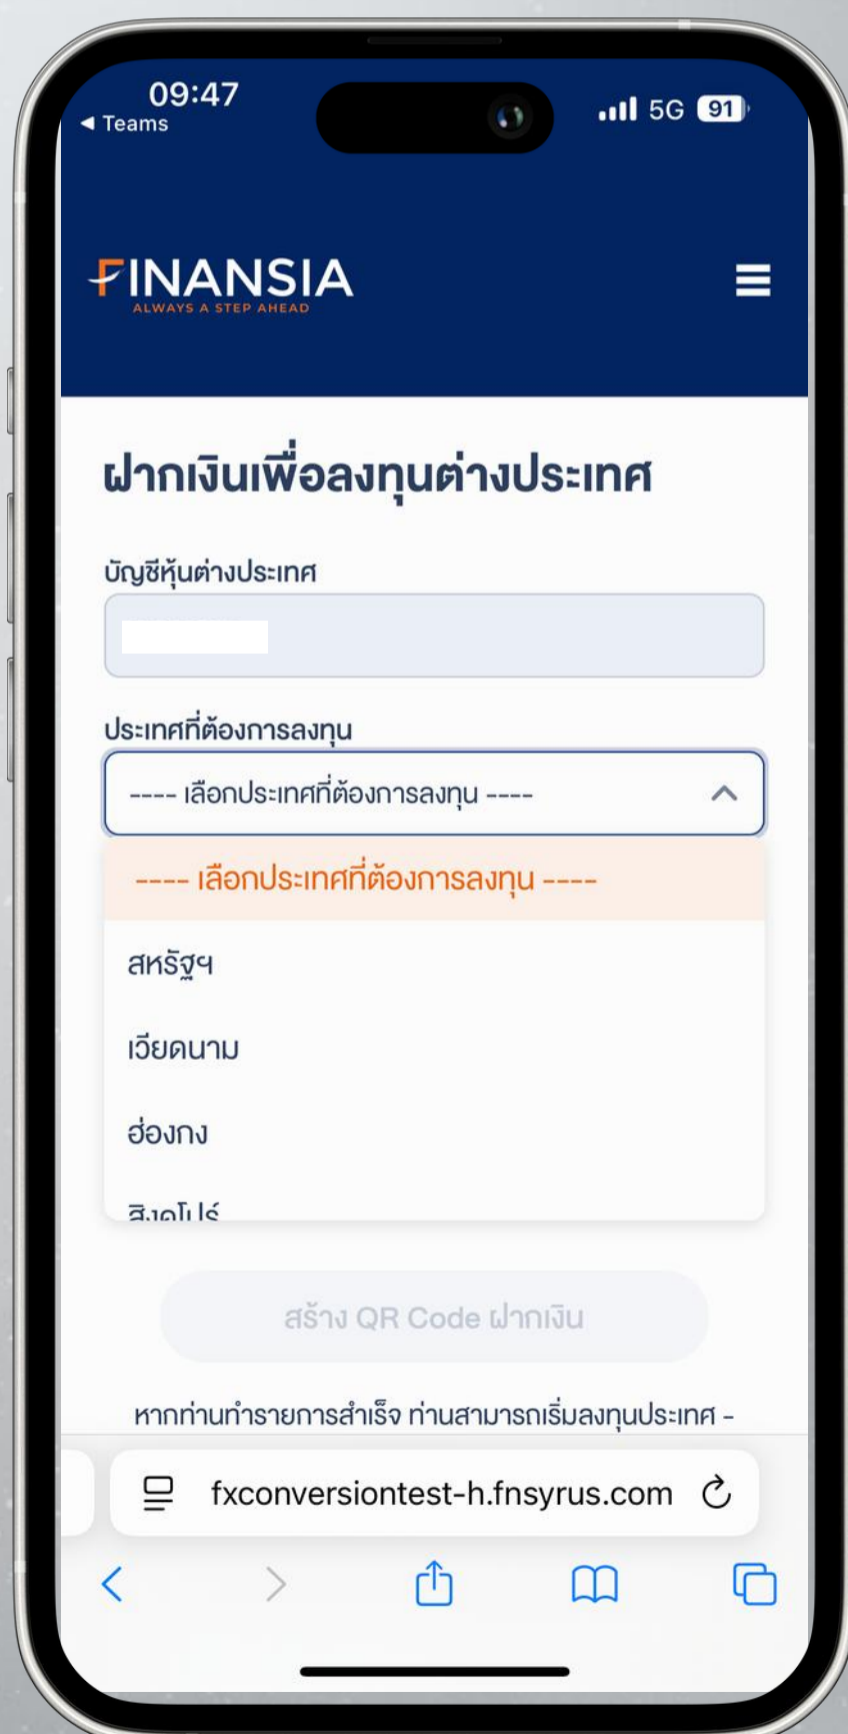 09:47
5G 91
◀ Teams
FINANSIA
ALWAYS A STEP AHEAD
ฝากเงินเพื่อลงทุนต่างประเทศ
บัญชีหุ้นต่างประเทศ
ประเทศที่ต้องการลงทุน
---- เลือกประเทศที่ต้องการลงทุน ----
---- เลือกประเทศที่ต้องการลงทุน ----
สหรัฐฯ
เวียดนาม
ฮ่องกง
สิงคโปร์
สร้าง QR Code ฝากเงิน
หากท่านทำรายการสำเร็จ ท่านสามารถเริ่มลงทุนประเทศ -
fxconversiontest-h.fnsyrus.com